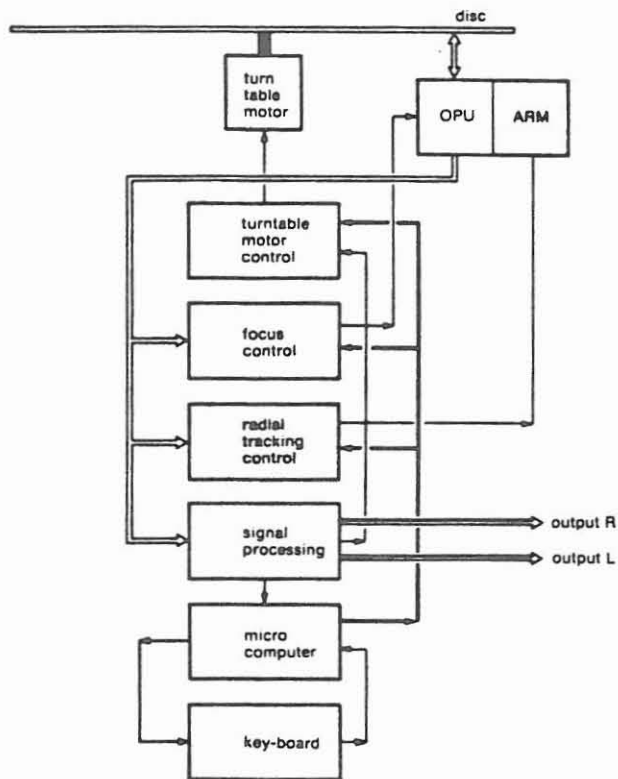 disc
turn
table
motor
OPU ARM
turntable
motor
control
focus
control
radial
tracking
control
signal
processing
output R
output L
micro
computer
key-board